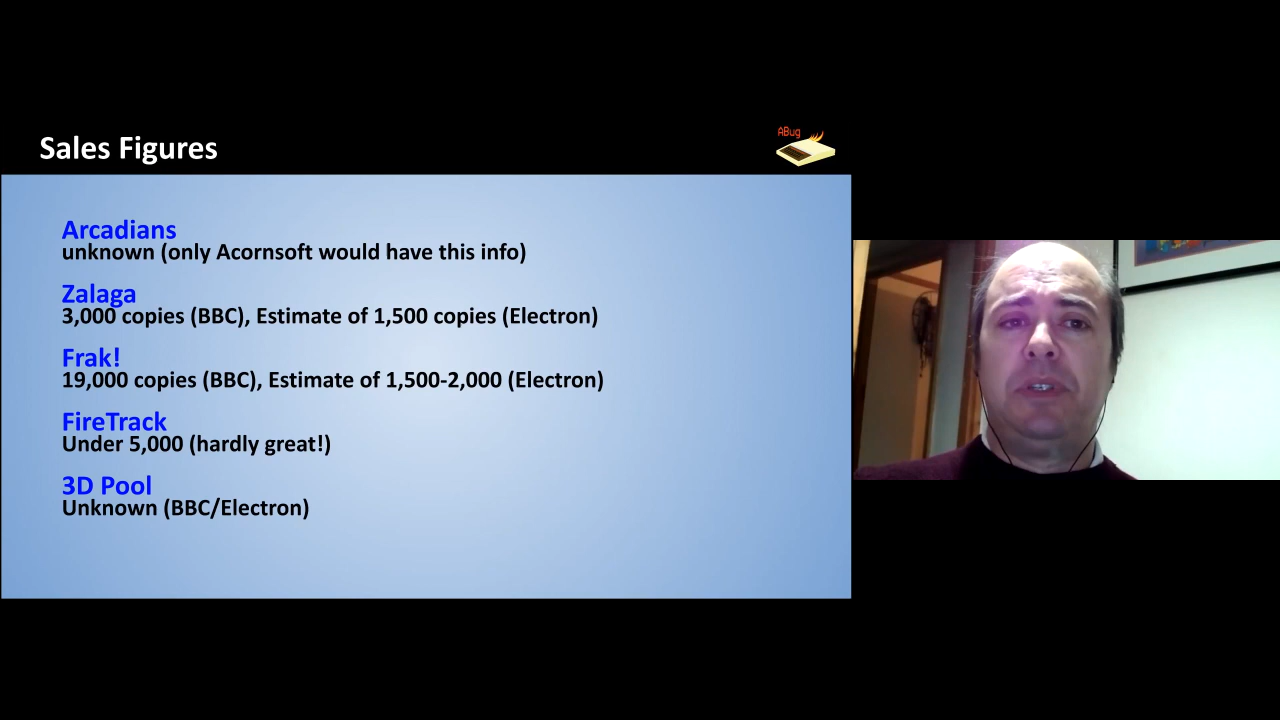 Sales Figures
ABug
Arcadians
unknown (only Acornsoft would have this info)
Zalaga
3,000 copies (BBC), Estimate of 1,500 copies (Electron)
Frak!
19,000 copies (BBC), Estimate of 1,500-2,000 (Electron)
FireTrack
Under 5,000 (hardly great!)
3D Pool
Unknown (BBC/Electron)